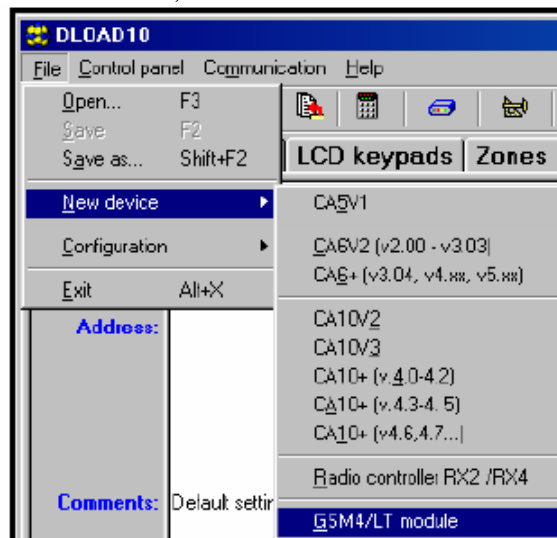 DLOAD10
File Control panel Communication Help
Open... F3
Save F2
Save as... Shift+F2
LCD keypads Zones
New device
CA5V1
Configuration
CA6V2 (v2.00 - v3.03)
CA6+ (v3.04, v4.xx, v5.xx)
Exit Alt+X
CA10V2
Address:
CA10V3
CA10+ (v.4.0-4.2)
CA10+ (v.4.3-4.5)
CA10+ (v4.6,4.7...)
Radio controller RX2 /RX4
Comments: Default settin
GSM4/LT module